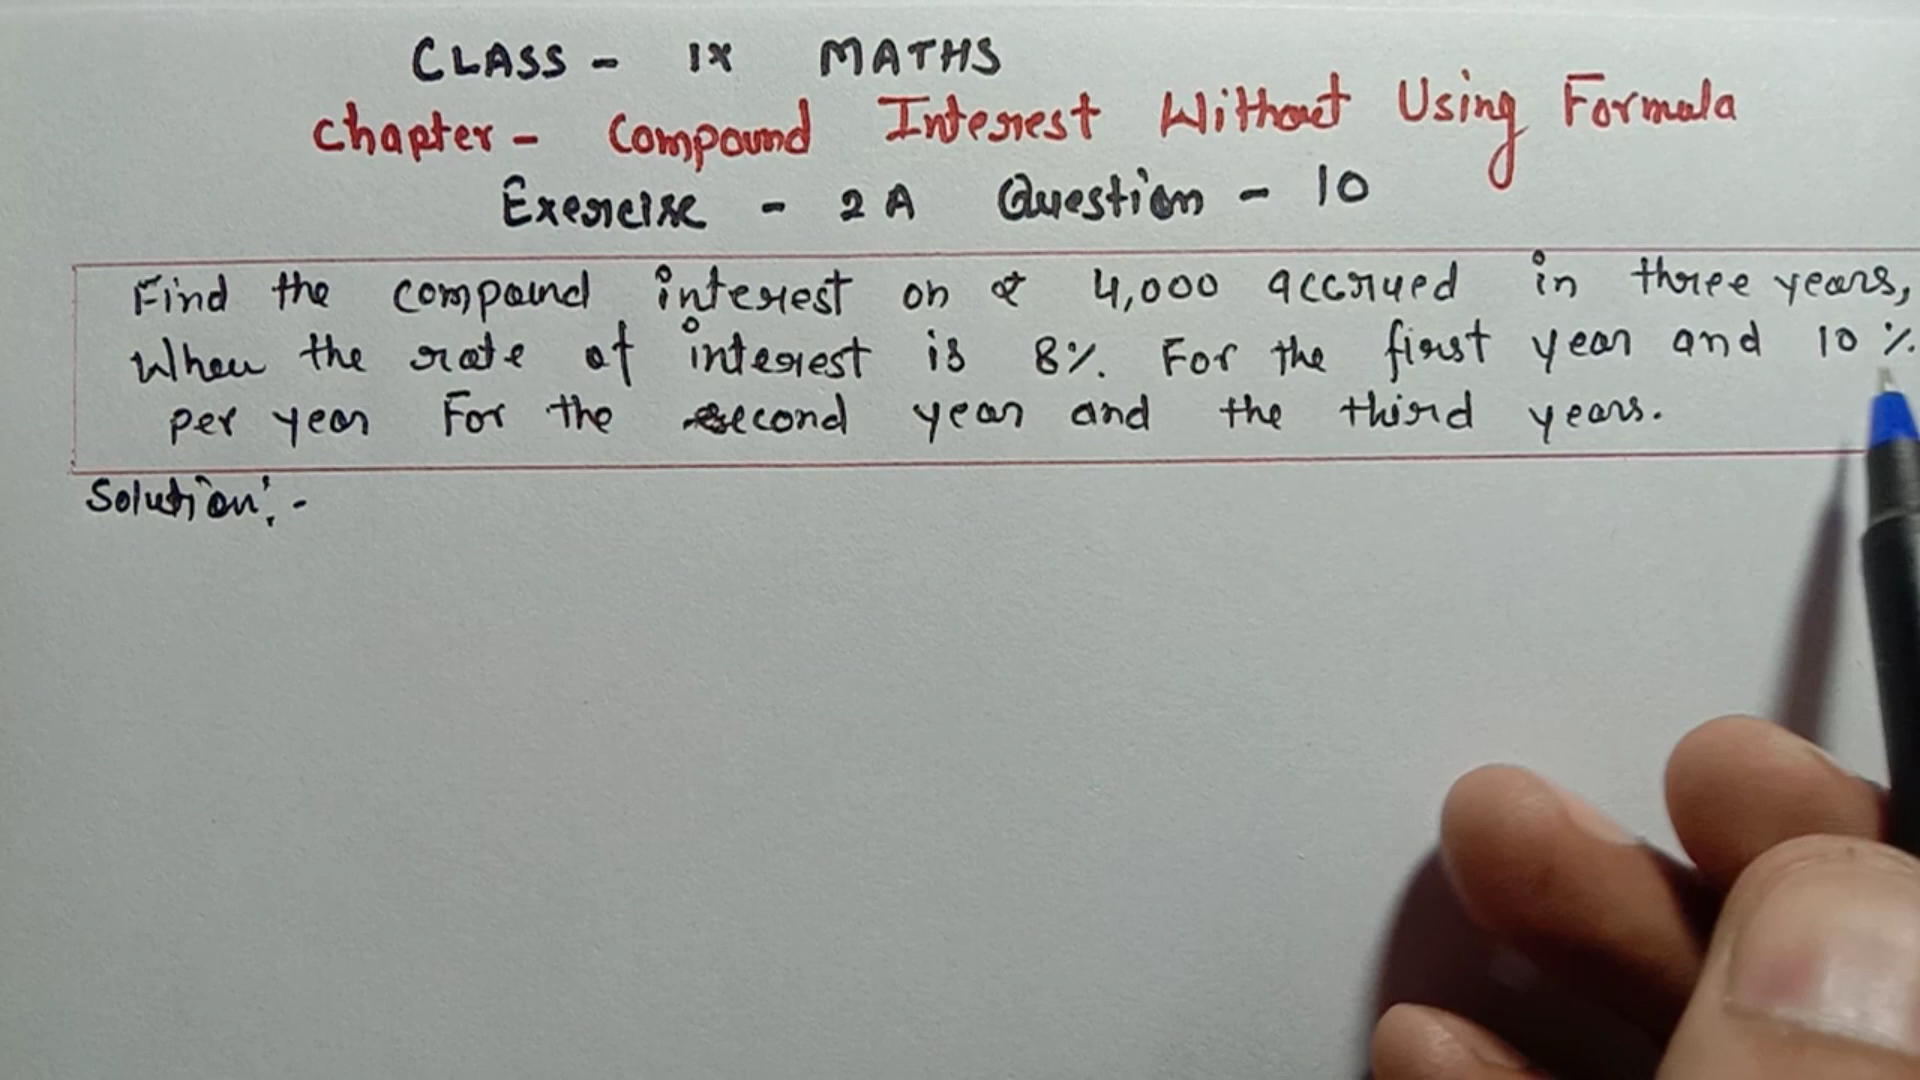 CLASS - IX MATHS
Chapter - Compound Interest Without Using Formula
Exercise - 2A Question - 10
Find the compound interest on ₹ 4,000 accrued in three years,
When the rate of interest is 8%. For the first year and 10%
per year For the second year and the third years.
Solution:-